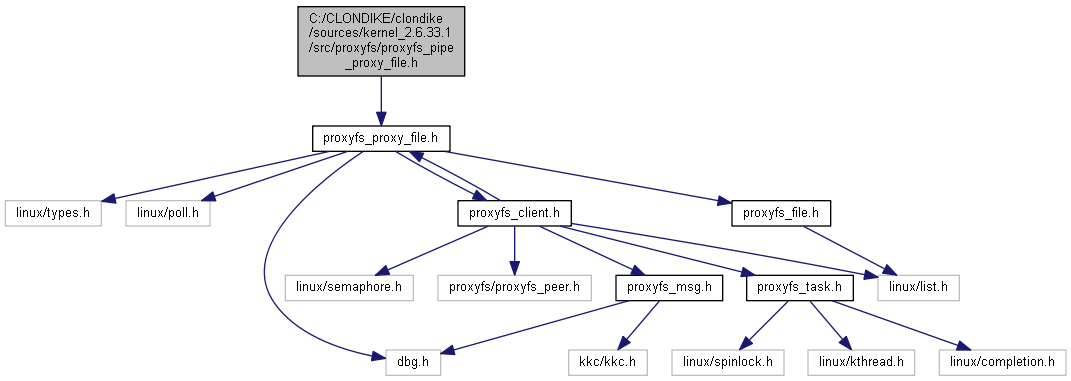 C:/CLONDIKE/clondike
/sources/kernel_2.6.33.1
/src/proxyfs/proxyfs_pipe
_proxy_file.h
proxyfs_proxy_file.h
linux/types.h
linux/poll.h
proxyfs_client.h
proxyfs_file.h
linux/semaphore.h
proxyfs/proxyfs_peer.h
proxyfs_msg.h
proxyfs_task.h
linux/list.h
dbg.h
kkc/kkc.h
linux/spinlock.h
linux/kthread.h
linux/completion.h